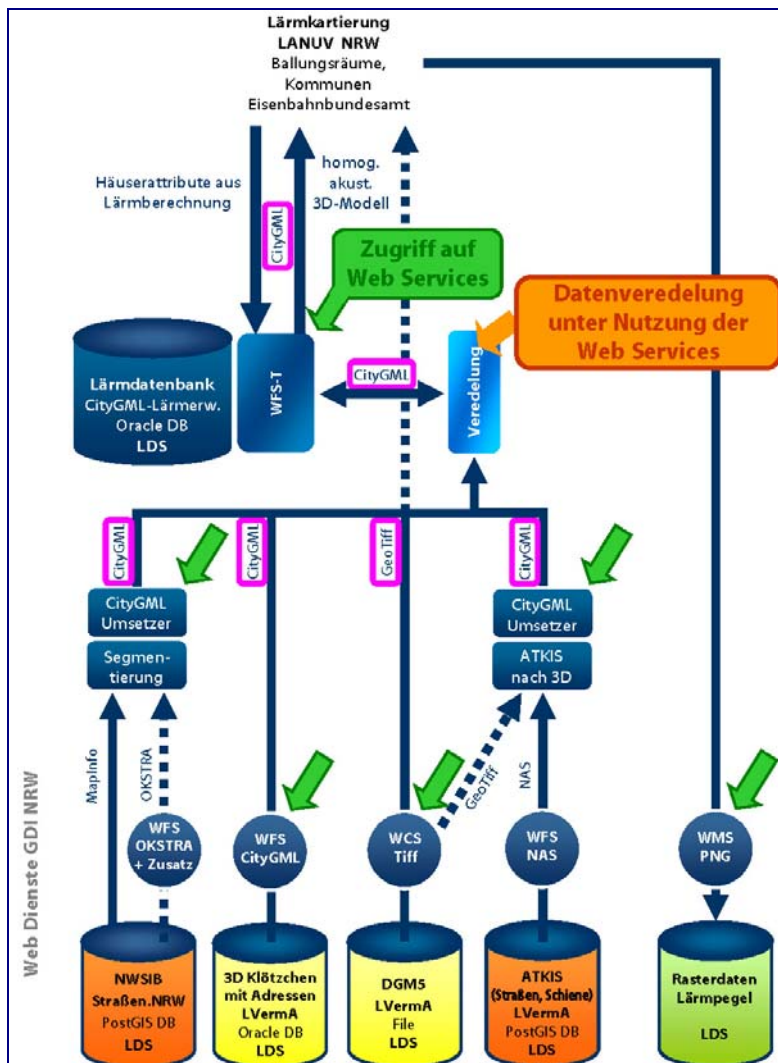 Lärmkartierung
LANUV NRW
Ballungsräume,
Kommunen
Eisenbahnbundesamt
Häuserattribute aus
Lärmberechnung
CityGML
homog.
akust.
3D-Modell
Zugriff auf
Web Services
Datenveredelung
unter Nutzung der
Web Services
Lärmdatenbank
CityGML-Lärmerw.
Oracle DB
LDS
WFS-T
CityGML
Veredelung
CityGML
CityGML
GeoTiff
CityGML
CityGML
Umsetzer
Segmen-
tierung
CityGML
Umsetzer
ATKIS
nach 3D
MapInfo
OKSTRA
GeoTiff
NAS
WFS
OKSTRA
+ Zusatz
WFS
CityGML
WCS
Tiff
WFS
NAS
WMS
PNG
Web Dienste GDI NRW
NWSIB
Straßen.NRW
PostGIS DB
LDS
3D Klötzchen
mit Adressen
LVermA
Oracle DB
LDS
DGM5
LVermA
File
LDS
ATKIS
(Straßen, Schiene)
LVermA
PostGIS DB
LDS
Rasterdaten
Lärmpegel
LDS